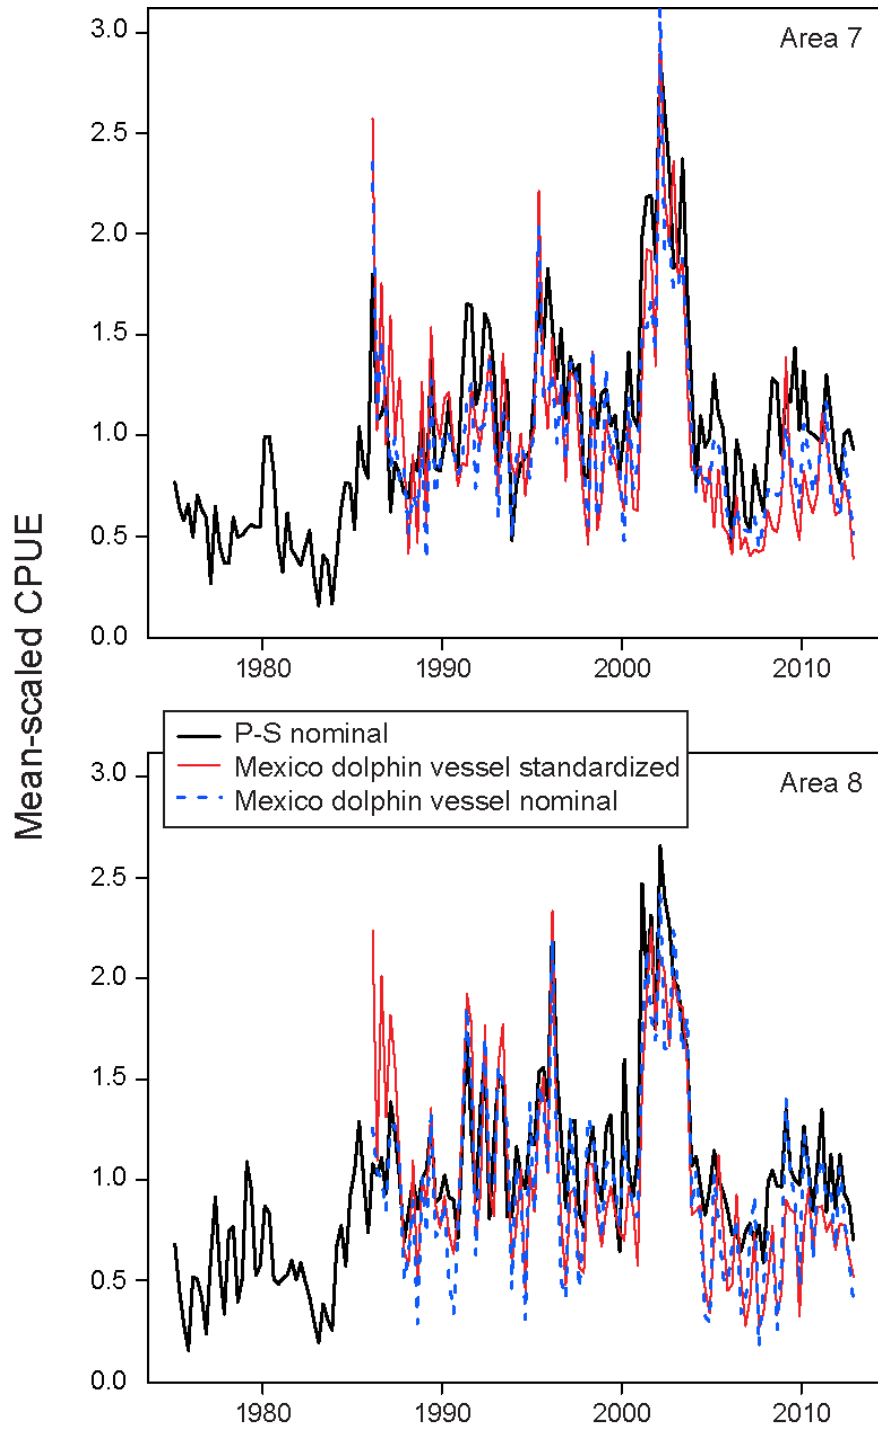 Mean-scaled CPUE
Area 7
3.0
2.5
2.0
1.5
1.0
0.5
0.0
1980 1990 2000 2010
P-S nominal
Mexico dolphin vessel standardized
Mexico dolphin vessel nominal
Area 8
3.0
2.5
2.0
1.5
1.0
0.5
0.0
1980 1990 2000 2010